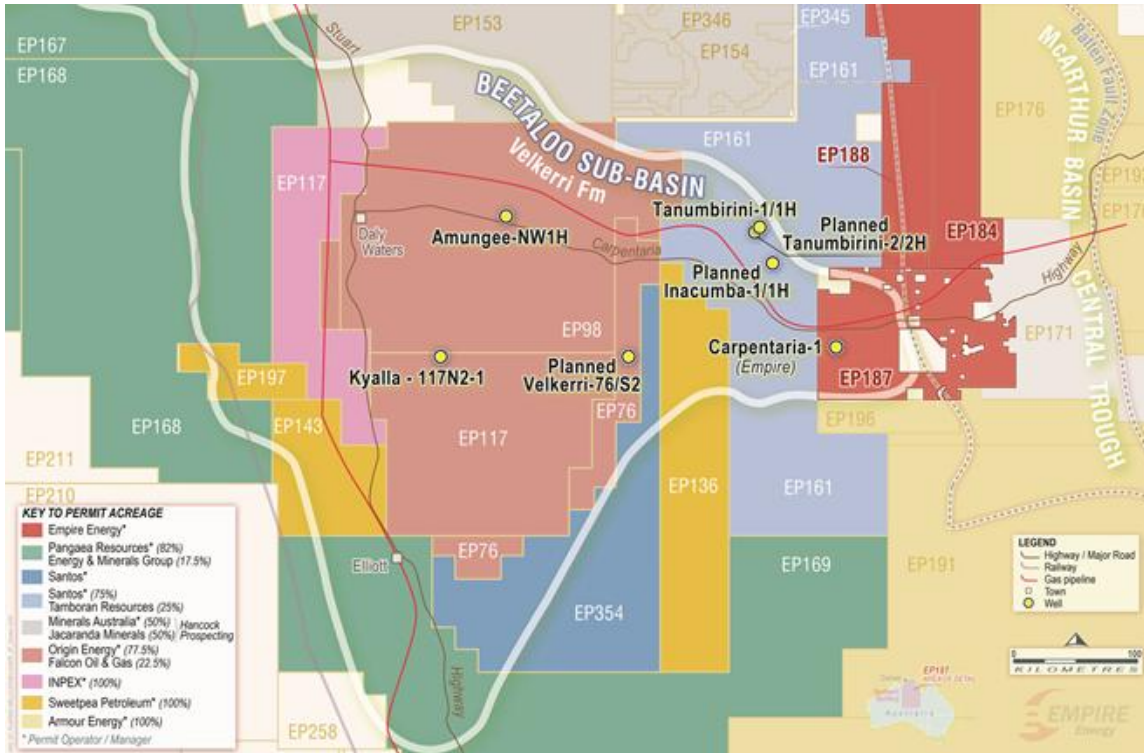 EP153
EP346
EP345
EP154
EP167
EP168
Stuart
EP161
McARTHUR BASIN
Batten Fault Zone
EP176
BEETALOO SUB-BASIN
Velkerri Fm
EP161
EP188
EP117
Tanumbirini-1/1H
Planned
Tanumbirini-2/2H
EP184
Daly
Waters
Amungee-NW1H
Carpentaria
Planned
Inacumba-1/1H
Highway
CENTRAL TROUGH
EP98
EP171
Carpentaria-1
(Empire)
EP187
Kyalla - 117N2-1
Planned
Velkerri-76/S2
EP197
EP76
EP196
EP168
EP143
EP117
EP211
EP210
EP136
EP161
EP76
Elliott
EP169
EP191
EP354
Highway
EP258
KEY TO PERMIT ACREAGE
Empire Energy*
Pangaea Resources* (82%)
Energy & Minerals Group (17.5%)
Santos*
Santos* (75%)
Tamboran Resources (25%)
Minerals Australia* (50%)
Jacaranda Minerals (50%)
Hancock
Prospecting
Origin Energy* (77.5%)
Falcon Oil & Gas (22.5%)
INPEX* (100%)
Sweetpea Petroleum* (100%)
Armour Energy* (100%)
* Permit Operator / Manager
LEGEND
Highway / Major Road
Railway
Gas pipeline
Town
Well
0 100
KILOMETRES
EP187
Australia
EMPIRE
Energy